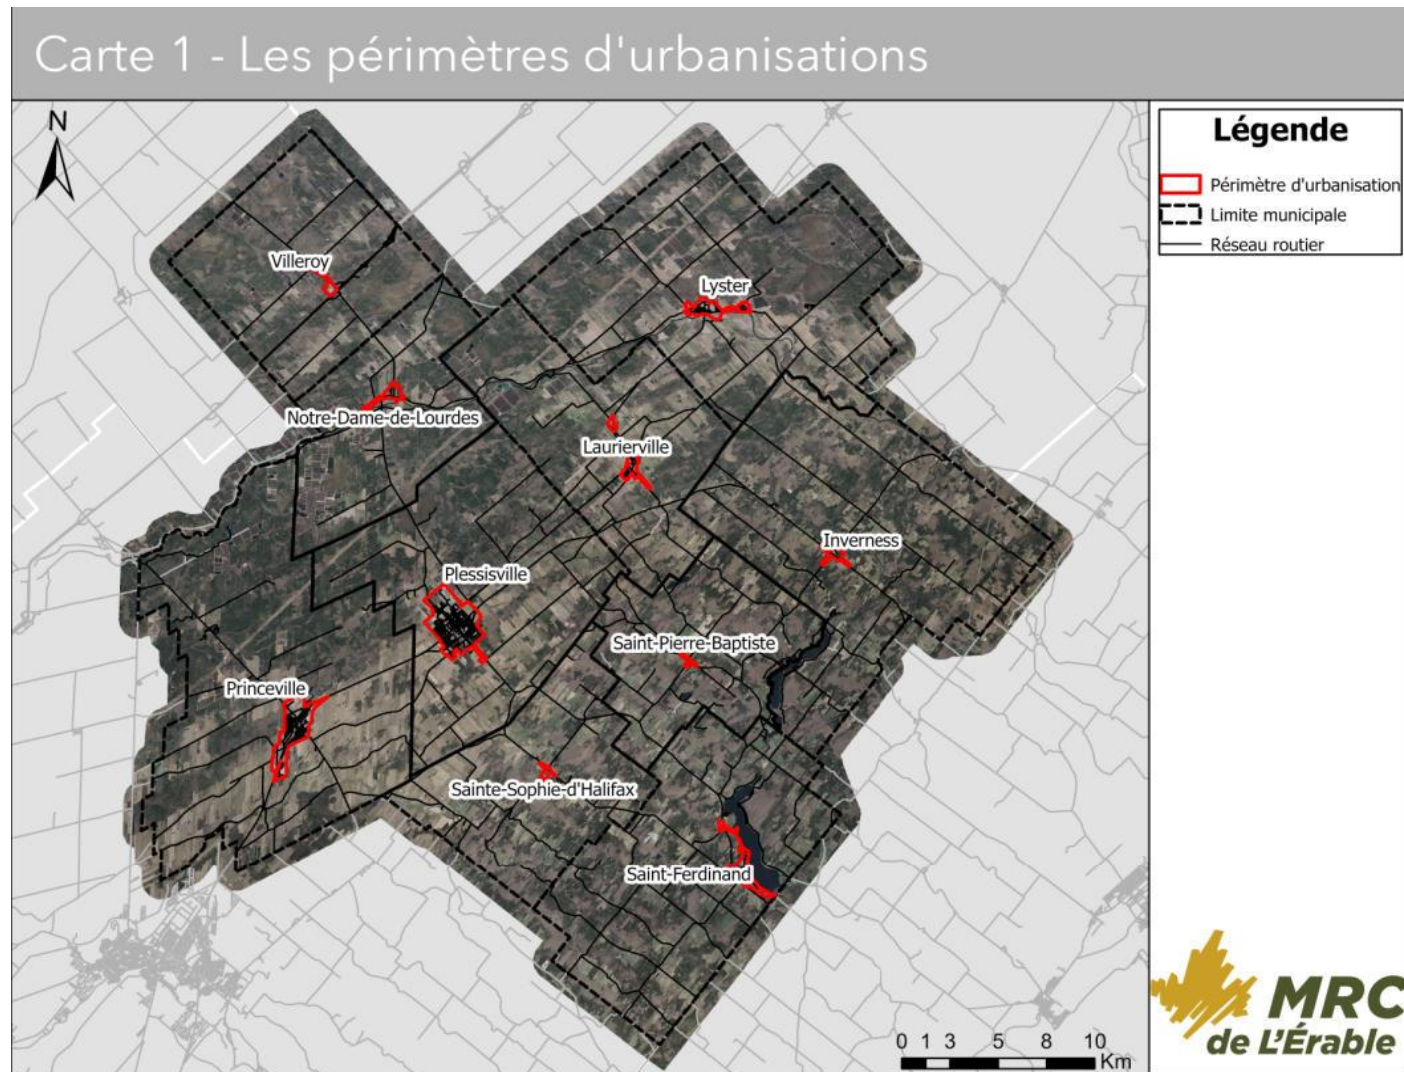 Carte 1 - Les périmètres d'urbanisations
N
Légende
Périmètre d'urbanisation
Limite municipale
Réseau routier
Villeroy
Lyster
Notre-Dame-de-Lourdes
Laurierville
Inverness
Plessisville
Saint-Pierre-Baptiste
Princeville
Sainte-Sophie-d'Halifax
Saint-Ferdinand
0 1 3 5 8 10
Km
MRC
de L'Érable